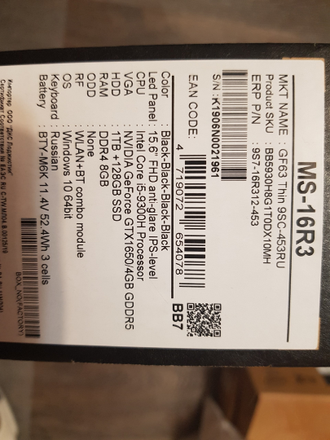 MS-16R3
MKT NAME : GF63 Thin 9SC-453RU
Product SKU : BB5930H8G1T0DX10MH
ERP P/N : 9S7-16R312-453
S/N: K1906N0021961
EAN CODE:
4 719072 654078
BB7
Color : Black-Black-Black-Black
Led Panel : 15.6" FHD anti-glare IPS-level
CPU : Intel Core i5-9300H Processor
VGA : NVIDIA GeForce GTX1650/4GB GDDR5
HDD : 1TB +128GB SSD
RAM : DDR4 8GB
ODD : None
RF : WLAN+BT combo module
OS : Windows 10 64bit
Keyboard : Russian
Battery : BTY-M6K 11.4V 52.4Wh 3 cells
Импортер ООО